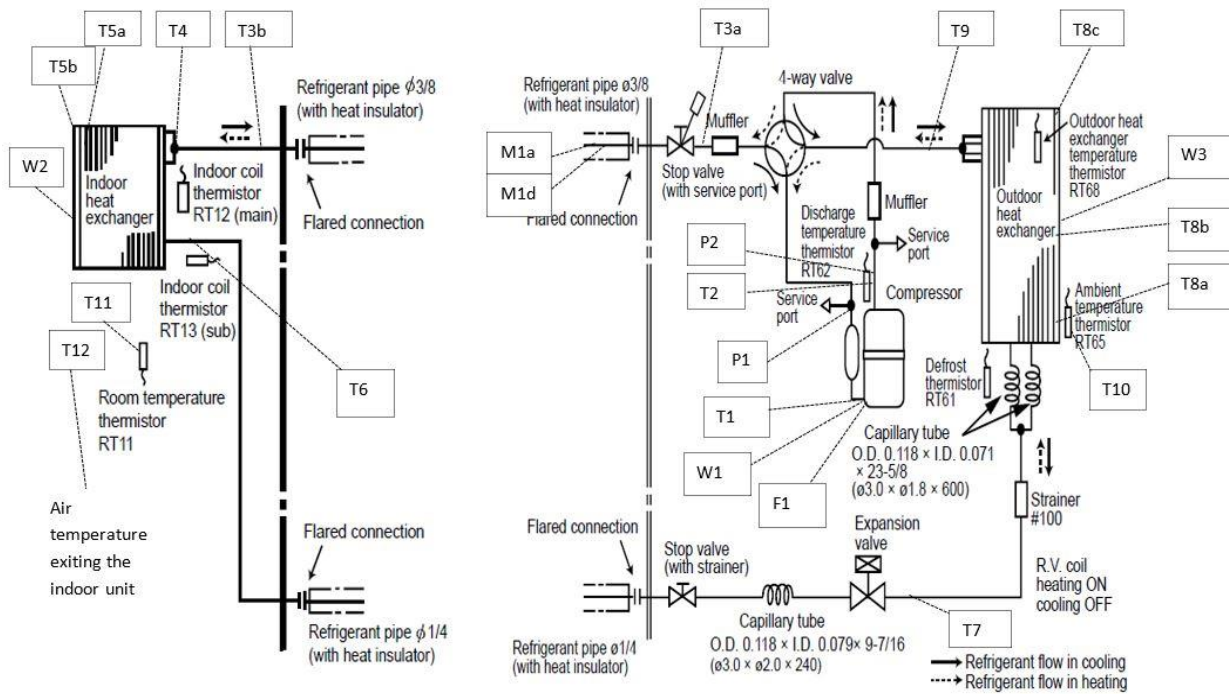 T5a
T4
T3b
T5b
Refrigerant pipe ϕ3/8
(with heat insulator)
W2
Indoor
heat
exchanger
Indoor coil
thermistor
RT12 (main)
Flared connection
T11
Indoor coil
thermistor
RT13 (sub)
T12
T6
Room temperature
thermistor
RT11
Air
temperature
exiting the
indoor unit
Flared connection
Refrigerant pipe ϕ1/4
(with heat insulator)
T3a
T9
T8c
Refrigerant pipe ø3/8
(with heat insulator)
4-way valve
Muffler
M1a
M1d
Stop valve
(with service port)
Flared connection
Outdoor heat
exchanger
temperature
thermistor
RT68
W3
Outdoor
heat
exchanger
T8b
T8a
Muffler
Discharge
temperature
thermistor
RT62
Service
port
P2
T2
Compressor
Service
port
P1
Ambient
temperature
thermistor
RT65
T10
Defrost
thermistor
RT61
T1
W1
F1
Capillary tube
O.D. 0.118 × I.D. 0.071
× 23-5/8
(ø3.0 × ø1.8 × 600)
Strainer
#100
Flared connection
Stop valve
(with strainer)
Expansion
valve
R.V. coil
heating ON
cooling OFF
T7
Capillary tube
O.D. 0.118 × I.D. 0.079× 9-7/16
(ø3.0 × ø2.0 × 240)
Refrigerant pipe ø1/4
(with heat insulator)
Refrigerant flow in cooling
Refrigerant flow in heating